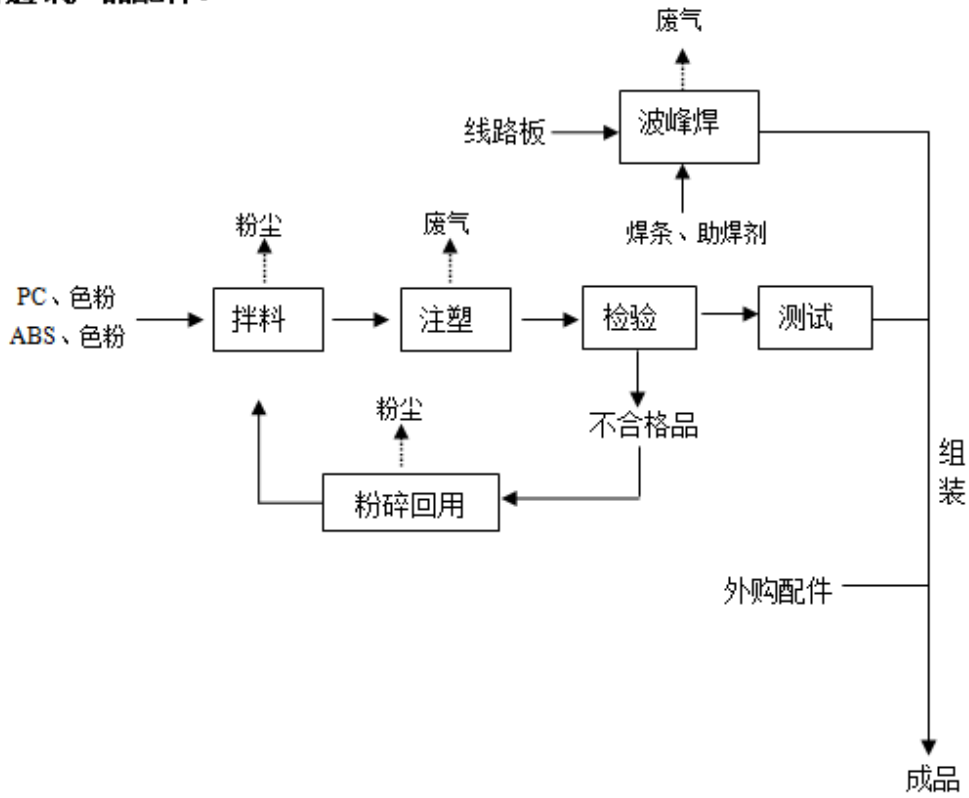 废气
波峰焊
线路板
焊条、助焊剂
粉尘
废气
PC、色粉
ABS、色粉
拌料
注塑
检验
测试
粉尘
不合格品
粉碎回用
组
装
外购配件
成品